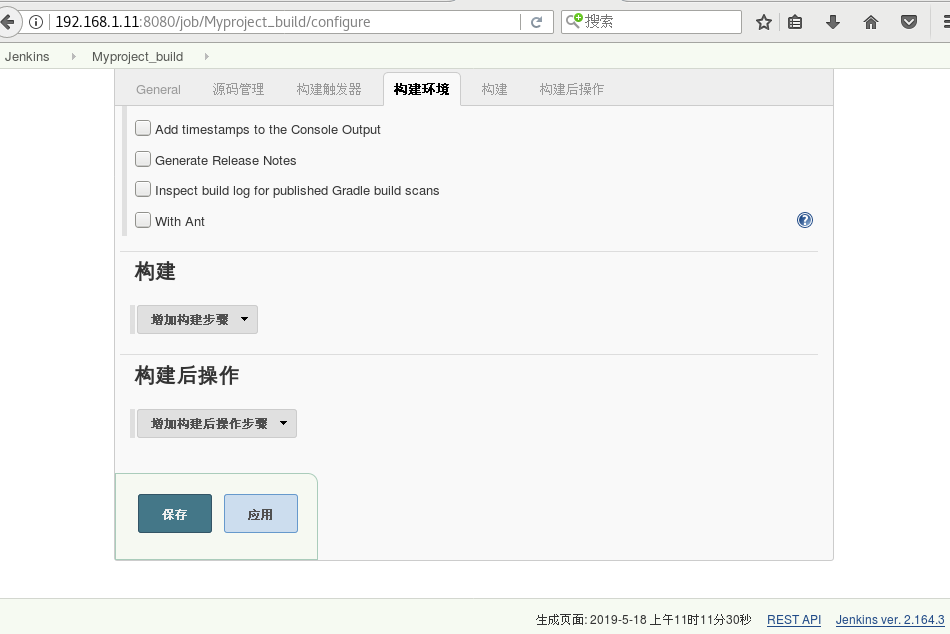 192.168.1.11:8080/job/Myproject_build/configure 搜索
Jenkins Myproject_build
General 源码管理 构建触发器 构建环境 构建 构建后操作
Add timestamps to the Console Output
Generate Release Notes
Inspect build log for published Gradle build scans
With Ant
构建
增加构建步骤
构建后操作
增加构建后操作步骤
保存 应用
生成页面: 2019-5-18 上午11时11分30秒 REST API Jenkins ver. 2.164.3